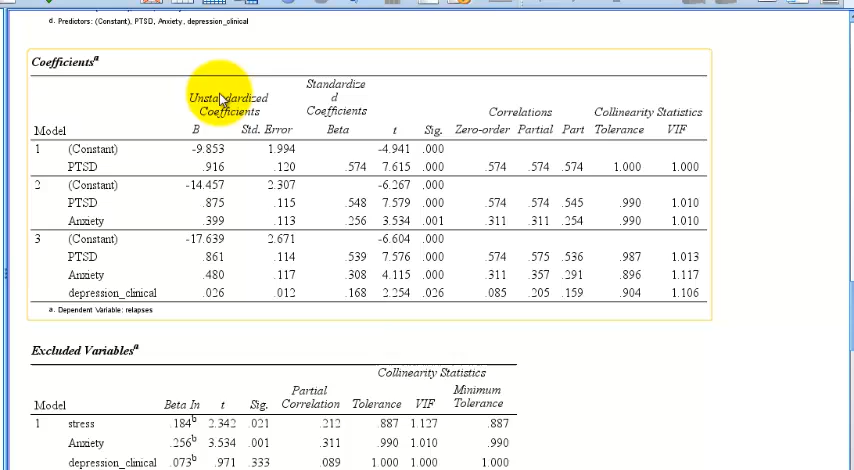 d. Predictors: (Constant), PTSD, Anxiety, depression_clinical
Coefficientsa
Model Unstandardized Coefficients Standardized Coefficients t Sig. Correlations Collinearity Statistics
B Std. Error Beta Zero-order Partial Part Tolerance VIF
1 (Constant) -9.853 1.994 -4.941 .000
PTSD .916 .120 .574 7.615 .000 .574 .574 .574 1.000 1.000
2 (Constant) -14.457 2.307 -6.267 .000
PTSD .875 .115 .548 7.579 .000 .574 .574 .545 .990 1.010
Anxiety .399 .113 .256 3.534 .001 .311 .311 .254 .990 1.010
3 (Constant) -17.639 2.671 -6.604 .000
PTSD .861 .114 .539 7.576 .000 .574 .575 .536 .987 1.013
Anxiety .480 .117 .308 4.115 .000 .311 .357 .291 .896 1.117
depression_clinical .026 .012 .168 2.254 .026 .085 .205 .159 .904 1.106
a. Dependent Variable: relapses
Excluded Variablesa
Model Beta In t Sig. Partial Correlation Collinearity Statistics
Tolerance VIF Minimum Tolerance
1 stress .184b 2.342 .021 .212 .887 1.127 .887
Anxiety .256b 3.534 .001 .311 .990 1.010 .990
depression_clinical .073b .971 .333 .089 1.000 1.000 1.000